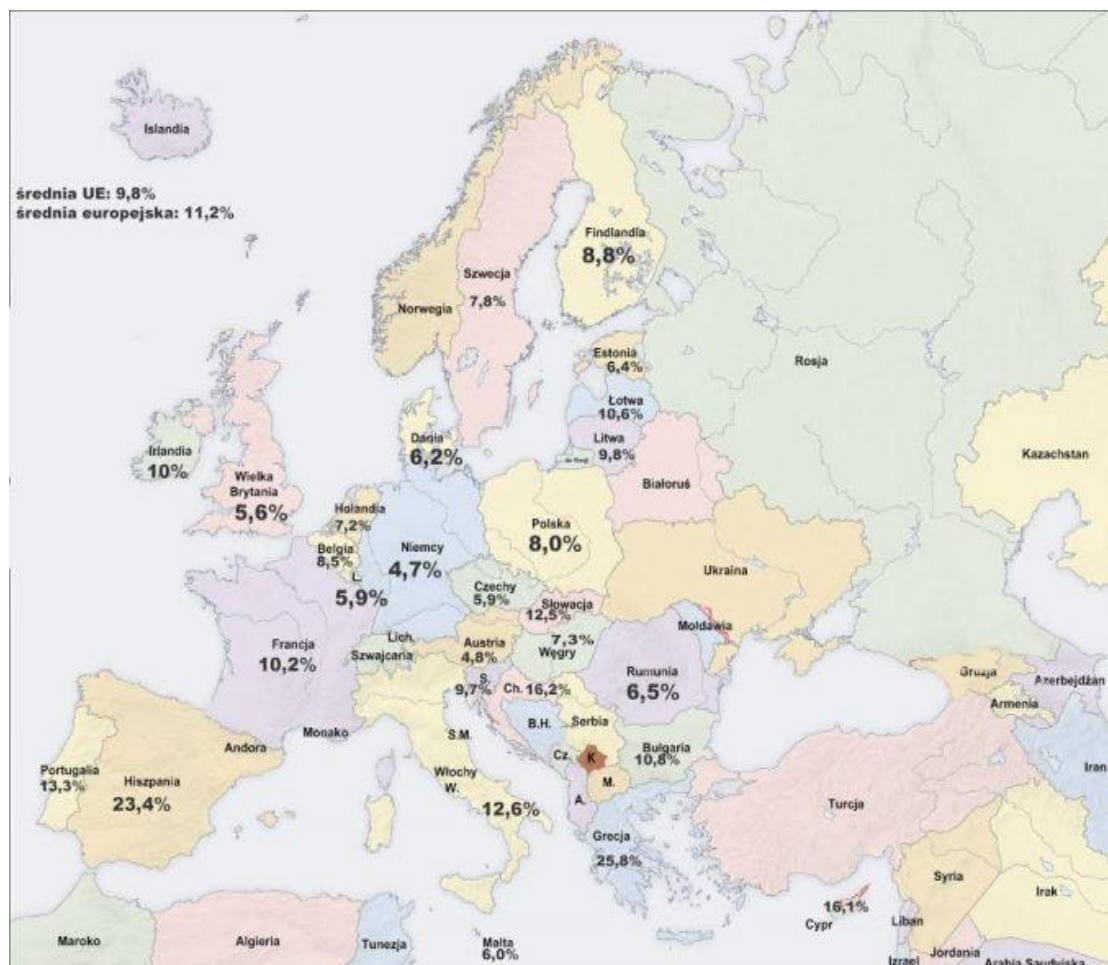 Islandia
średnia UE: 9,8%
średnia europejska: 11,2%
Findlandia
8,8%
Szwecja
7,8%
Norwegia
Estonia
6,4%
Rosja
Łotwa
10,6%
Litwa
9,8%
Dania
6,2%
Irlandia
10%
Wielka
Brytania
5,6%
Białoruś
Kazachstan
Holandia
7,2%
Belgia
8,5%
L.
5,9%
Niemcy
4,7%
Polska
8,0%
Ukraina
Czechy
5,9%
Słowacja
12,5%
Mołdawia
Francja
10,2%
Lich.
Szwajcaria
Austria
4,8%
7,3%
Węgry
Rumunia
6,5%
S.
9,7%
Ch. 16,2%
Gruzja
Azerbejdżan
Armenia
Monako
S.M.
B.H.
Serbia
Bułgaria
10,8%
Andora
Portugalia
13,3%
Hiszpania
23,4%
Włochy
W.
12,6%
Cz.
K
M.
A.
Grecja
25,8%
Turcja
Iran
Syria
Irak
16,1%
Cypr
Liban
Izrael
Jordania
Arabia Saudyjska
Maroko
Algieria
Tunezja
Malta
6,0%